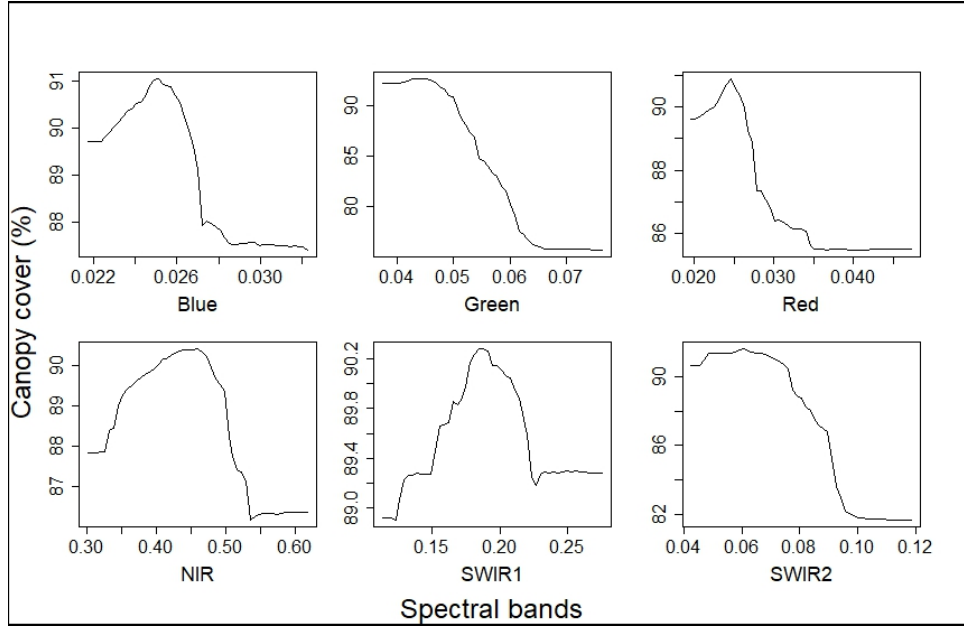 Canopy cover (%)
91
90
89
88
0.022 0.026 0.030
Blue
90
85
80
0.04 0.05 0.06 0.07
Green
90
88
86
0.020 0.030 0.040
Red
90
89
88
87
0.30 0.40 0.50 0.60
NIR
90.2
89.8
89.4
89.0
0.15 0.20 0.25
SWIR1
90
86
82
0.04 0.06 0.08 0.10 0.12
SWIR2
Spectral bands